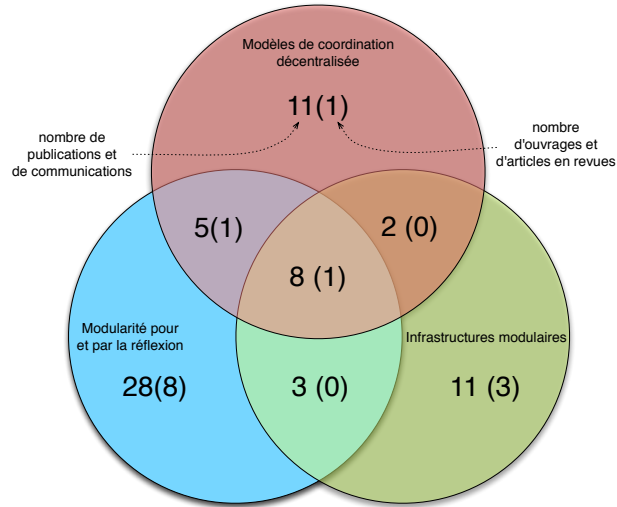 Modèles de coordination
décentralisée
11(1)
nombre de
publications et
de communications
nombre
d'ouvrages et
d'articles en revues
5(1)
2 (0)
8 (1)
Modularité pour
et par la réflexion
Infrastructures modulaires
28(8)
3 (0)
11 (3)